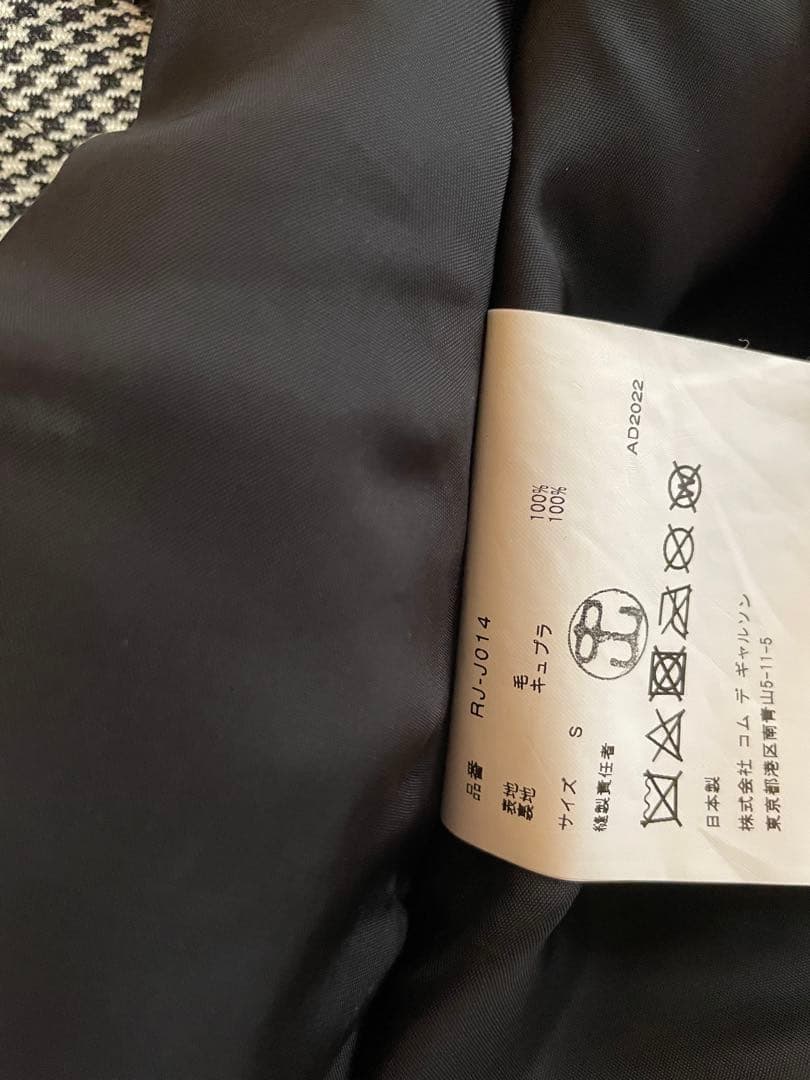 品番 RJ-J014
表地 毛 100%
裏地 キュプラ 100%
サイズ S
縫製責任者
AD2022
日本製
株式会社 コム デ ギャルソン
東京都港区南青山5-11-5